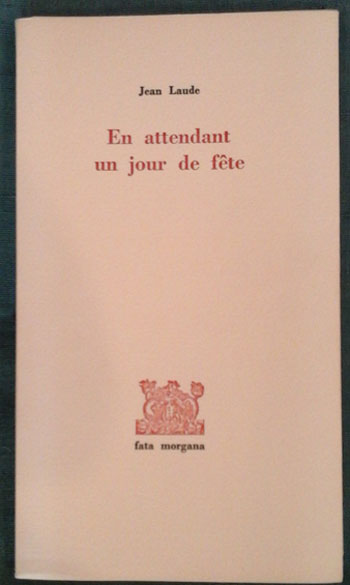 Jean Laude
En attendant
un jour de fête
fata morgana